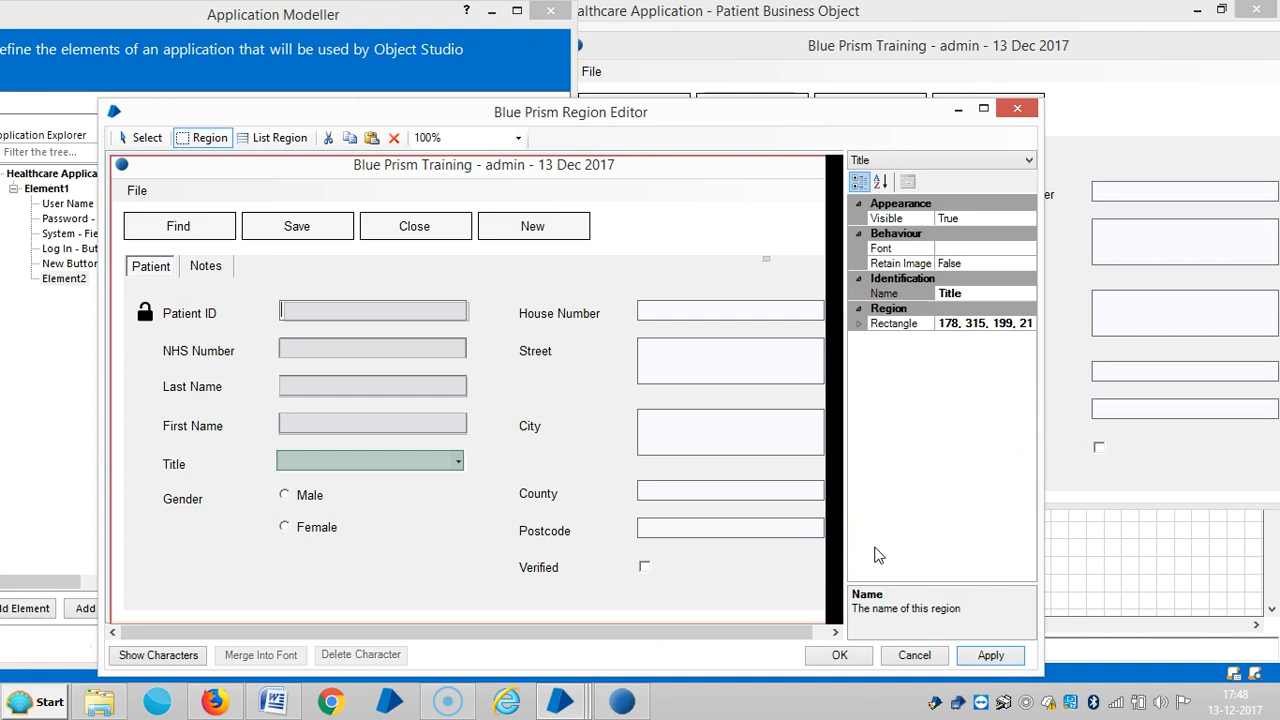 Application Modeller
?
efine the elements of an application that will be used by Object Studio
ealthcare Application - Patient Business Object
Blue Prism Training - admin - 13 Dec 2017
File
pplication Explorer
Filter the tree...
Healthcare Applic
Element1
User Name
Password -
System - Fie
Log In - But
New Button
Element2
dd Element
Add
er
Blue Prism Region Editor
Select
Region
List Region
100%
Blue Prism Training - admin - 13 Dec 2017
File
Find
Save
Close
New
Patient
Notes
Patient ID
NHS Number
Last Name
First Name
Title
Gender
Male
Female
House Number
Street
City
County
Postcode
Verified
Title
Appearance
Visible True
Behaviour
Font
Retain Image False
Identification
Name Title
Region
Rectangle 178, 315, 199, 21
Name
The name of this region
Show Characters
Merge Into Font
Delete Character
OK
Cancel
Apply
Start
17:48
13-12-2017